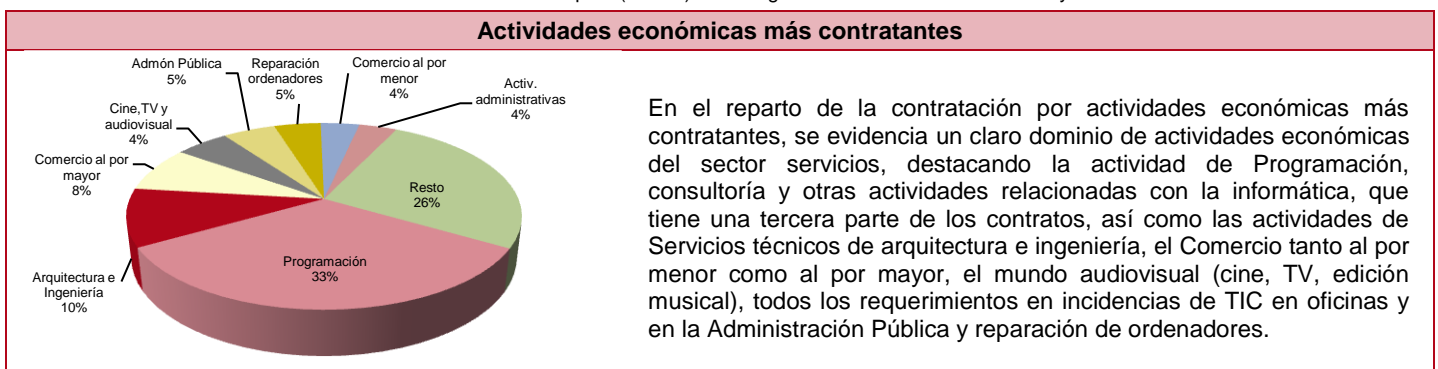 Actividades económicas más contratantes
Admón Pública
5%
Reparación
ordenadores
5%
Comercio al por
menor
4%
Activ.
administrativas
4%
Cine,TV y
audiovisual
4%
Comercio al por
mayor
8%
Resto
26%
Programación
33%
Arquitectura e
Ingeniería
10%
En el reparto de la contratación por actividades económicas más
contratantes, se evidencia un claro dominio de actividades económicas
del sector servicios, destacando la actividad de Programación,
consultoría y otras actividades relacionadas con la informática, que
tiene una tercera parte de los contratos, así como las actividades de
Servicios técnicos de arquitectura e ingeniería, el Comercio tanto al por
menor como al por mayor, el mundo audiovisual (cine, TV, edición
musical), todos los requerimientos en incidencias de TIC en oficinas y
en la Administración Pública y reparación de ordenadores.